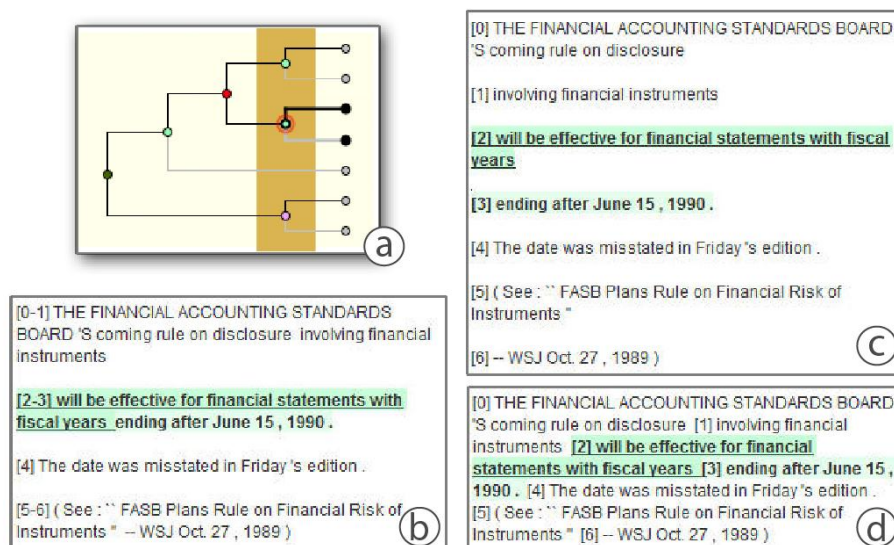 a
[0-1] THE FINANCIAL ACCOUNTING STANDARDS
BOARD 'S coming rule on disclosure involving financial
instruments
[2-3] will be effective for financial statements with
fiscal years ending after June 15 , 1990 .
[4] The date was misstated in Friday 's edition .
[5-6] ( See : `` FASB Plans Rule on Financial Risk of
Instruments '' -- WSJ Oct. 27 , 1989 )
b
[0] THE FINANCIAL ACCOUNTING STANDARDS BOARD
'S coming rule on disclosure
[1] involving financial instruments
[2] will be effective for financial statements with fiscal
years
[3] ending after June 15 , 1990 .
[4] The date was misstated in Friday 's edition .
[5] ( See : `` FASB Plans Rule on Financial Risk of
Instruments ''
[6] -- WSJ Oct. 27 , 1989 )
c
[0] THE FINANCIAL ACCOUNTING STANDARDS BOARD
'S coming rule on disclosure [1] involving financial
instruments [2] will be effective for financial
statements with fiscal years [3] ending after June 15 ,
1990 . [4] The date was misstated in Friday 's edition .
[5] ( See : `` FASB Plans Rule on Financial Risk of
Instruments '' [6] -- WSJ Oct. 27 , 1989 )
d